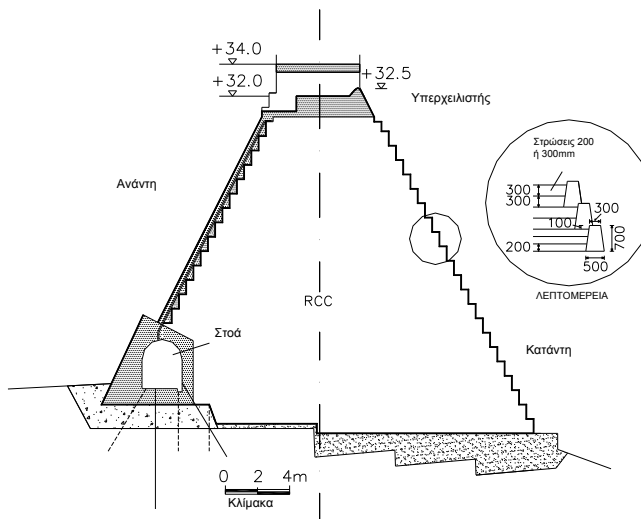 +34.0
+32.0
+32.5
Υπερχειλιστής
Στρώσεις 200
ή 300mm
Ανάντη
300
300
300
100
700
200
500
ΛΕΠΤΟΜΕΡΕΙΑ
RCC
Στοά
Κατάντη
0 2 4m
Κλίμακα